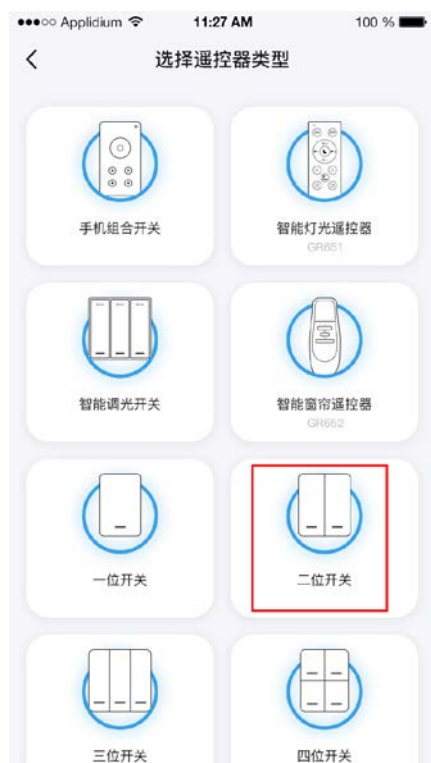 Applidium 11:27 AM 100 %
选择遥控器类型
手机组合开关
智能灯光遥控器
GR651
智能调光开关
智能窗帘遥控器
GR652
一位开关
二位开关
三位开关
四位开关